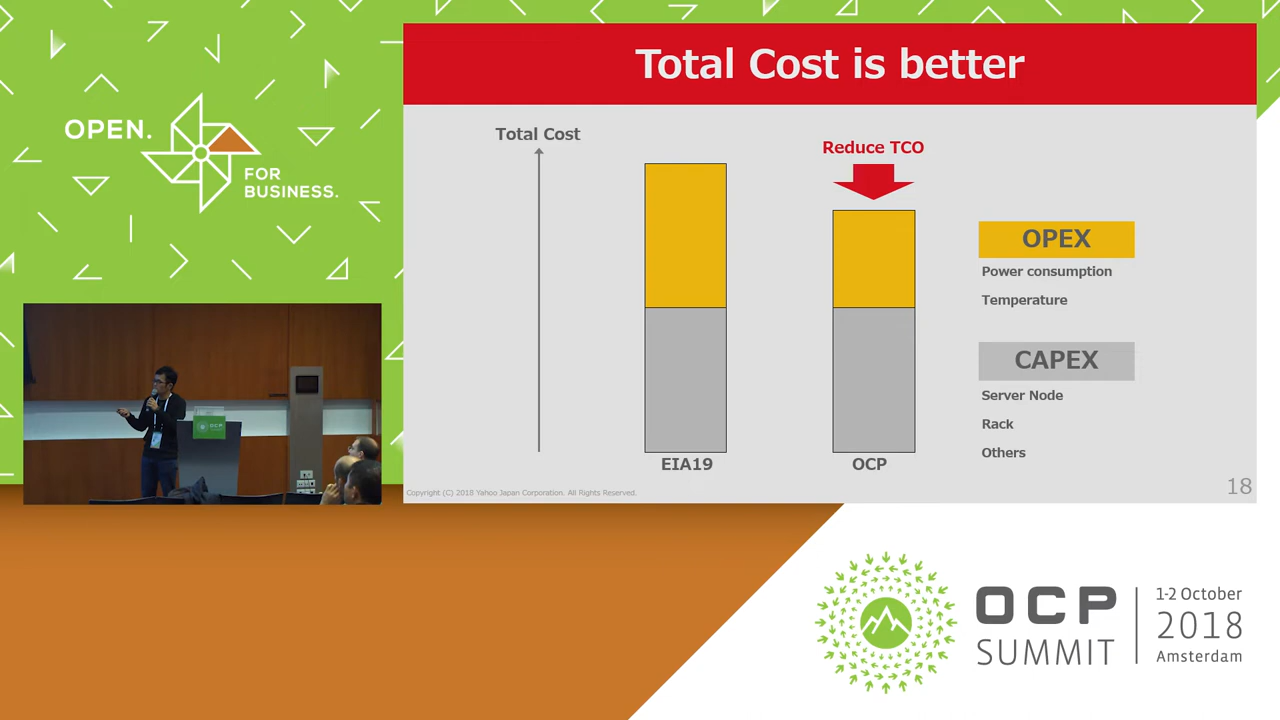 OPEN.
FOR
BUSINESS.
Total Cost is better
Total Cost
Reduce TCO
OPEX
Power consumption
Temperature
CAPEX
Server Node
Rack
Others
EIA19
OCP
Copyright (C) 2018 Yahoo Japan Corporation. All Rights Reserved.
18
OCP
OCP
SUMMIT
1-2 October
2018
Amsterdam